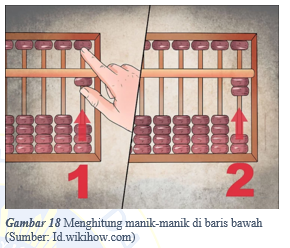 1
2
Gambar 18 Menghitung manik-manik di baris bawah
(Sumber: Id.wikihow.com)